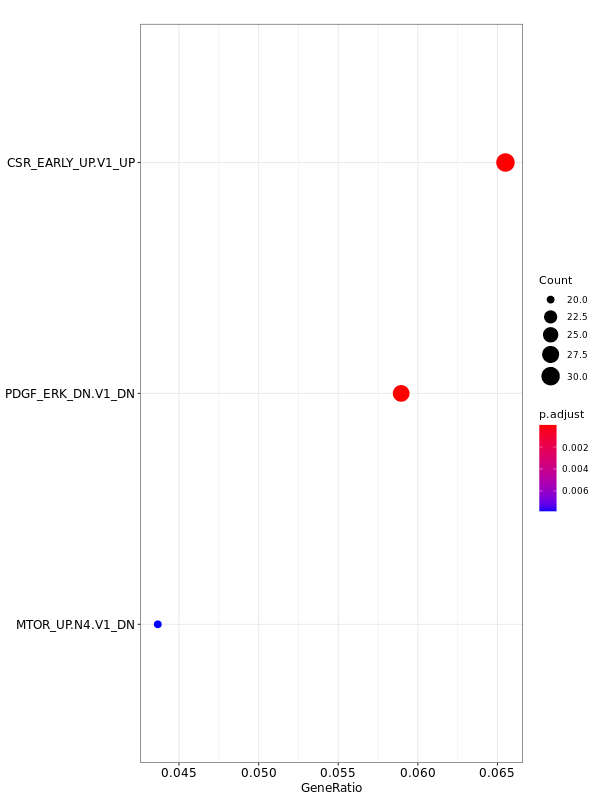 CSR_EARLY_UP.V1_UP
PDGF_ERK_DN.V1_DN
MTOR_UP.N4.V1_DN
0.045 0.050 0.055 0.060 0.065
GeneRatio
Count
20.0
22.5
25.0
27.5
30.0
p.adjust
0.002
0.004
0.006